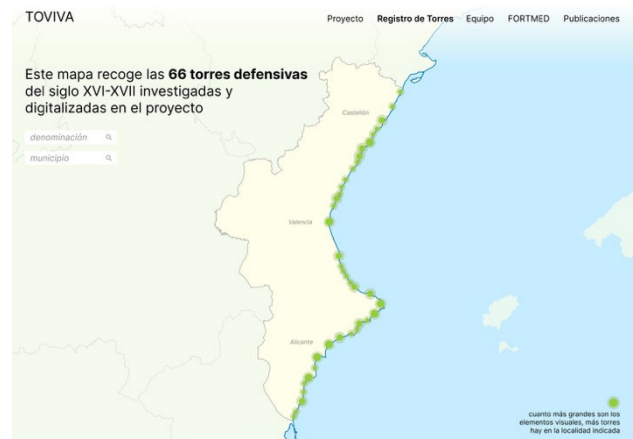 TOVIVA
Proyecto Registro de Torres Equipo FORTMED Publicaciones
Este mapa recoge las 66 torres defensivas
del siglo XVI-XVII investigadas y
digitalizadas en el proyecto
denominación
municipio
Castellón
Valencia
Alicante
cuanto más grandes son los
elementos visuales, más torres
hay en la localidad indicada